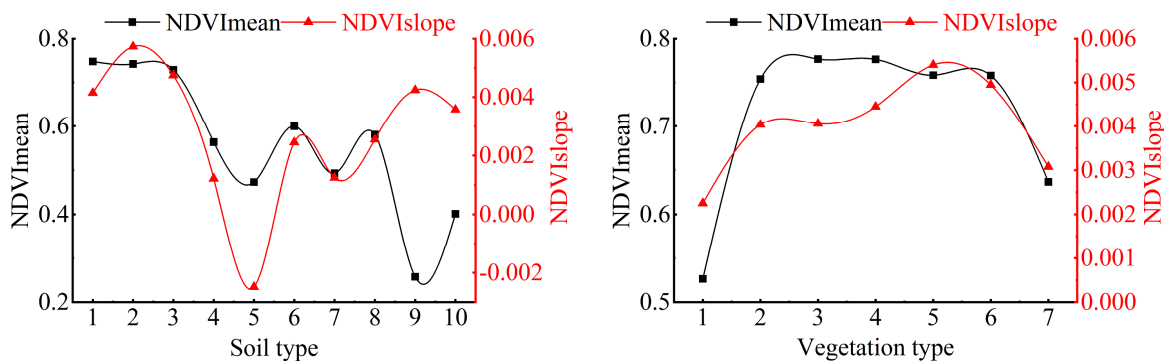 NDVImean NDVIslope
0.8
0.6
0.4
0.2
NDVImean
0.006
0.004
0.002
0.000
-0.002
NDVIslope
1 2 3 4 5 6 7 8 9 10
Soil type
NDVImean NDVIslope
0.8
0.7
0.6
0.5
NDVImean
0.006
0.005
0.004
0.003
0.002
0.001
0.000
NDVIslope
1 2 3 4 5 6 7
Vegetation type